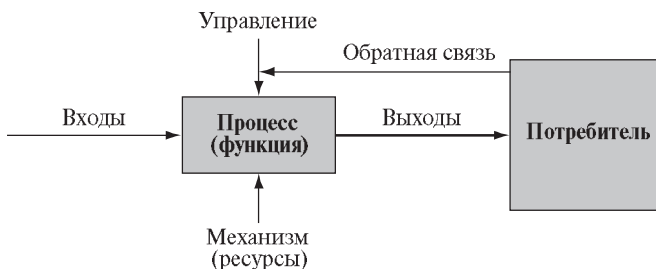 Управление
Обратная связь
Входы
Процесс
(функция)
Выходы
Потребитель
Механизм
(ресурсы)